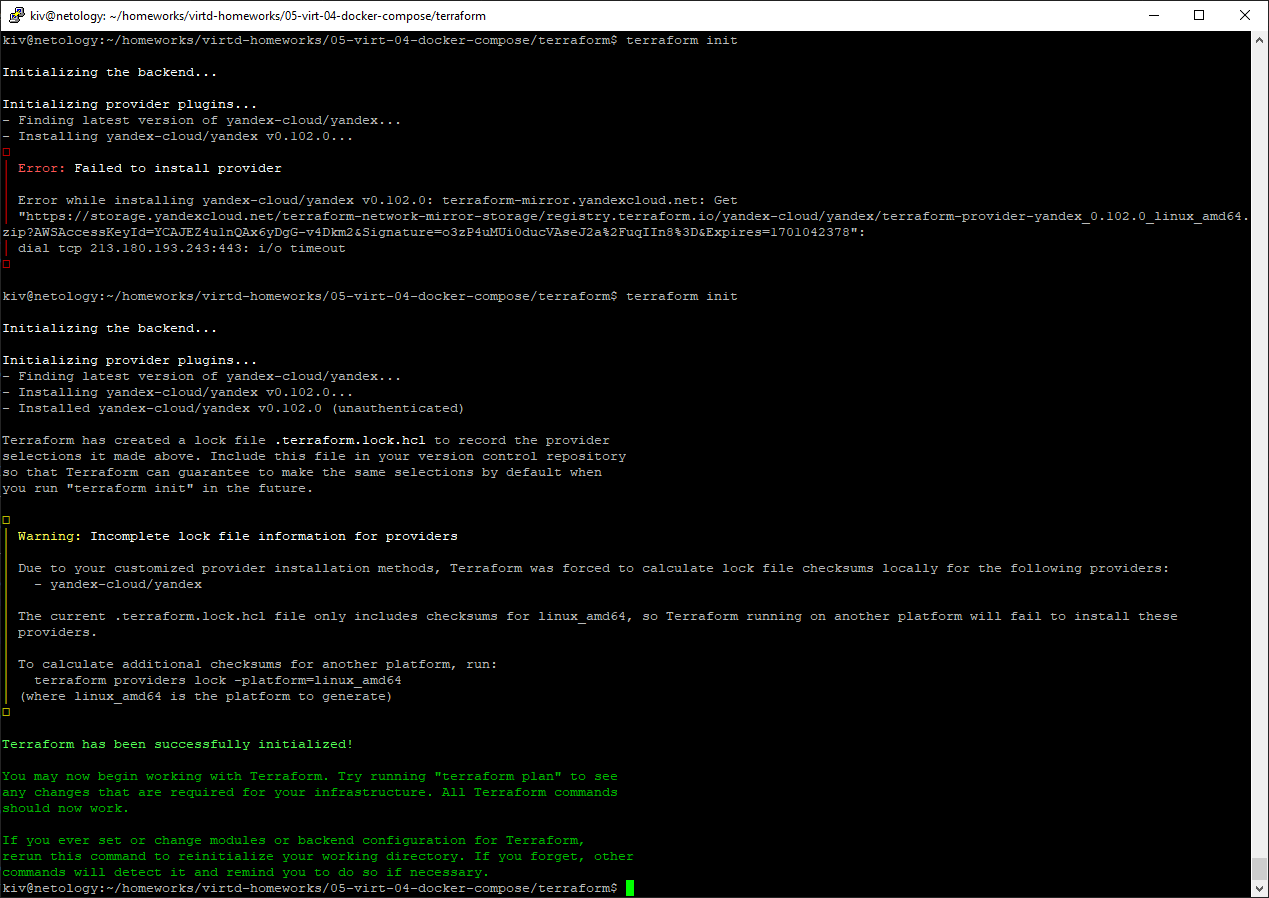 kiv@netology: ~/homeworks/virtd-homeworks/05-virt-04-docker-compose/terraform
kiv@netology:~/homeworks/virtd-homeworks/05-virt-04-docker-compose/terraform$ terraform init
Initializing the backend...
Initializing provider plugins...
- Finding latest version of yandex-cloud/yandex...
- Installing yandex-cloud/yandex v0.102.0...
Error: Failed to install provider
Error while installing yandex-cloud/yandex v0.102.0: terraform-mirror.yandexcloud.net: Get
"https://storage.yandexcloud.net/terraform-network-mirror-storage/registry.terraform.io/yandex-cloud/yandex/terraform-provider-yandex_0.102.0_linux_amd64.
zip?AWSAccessKeyId=YCAJEZ4u1nQAx6yDgG-v4Dkm2&Signature=o3zP4uMUi0ducVAseJ2a%2FuqIIn8%3D&Expires=1701042378":
dial tcp 213.180.193.243:443: i/o timeout
kiv@netology:~/homeworks/virtd-homeworks/05-virt-04-docker-compose/terraform$ terraform init
Initializing the backend...
Initializing provider plugins...
- Finding latest version of yandex-cloud/yandex...
- Installing yandex-cloud/yandex v0.102.0...
- Installed yandex-cloud/yandex v0.102.0 (unauthenticated)
Terraform has created a lock file .terraform.lock.hcl to record the provider
selections it made above. Include this file in your version control repository
so that Terraform can guarantee to make the same selections by default when
you run "terraform init" in the future.
Warning: Incomplete lock file information for providers
Due to your customized provider installation methods, Terraform was forced to calculate lock file checksums locally for the following providers:
- yandex-cloud/yandex
The current .terraform.lock.hcl file only includes checksums for linux_amd64, so Terraform running on another platform will fail to install these
providers.
To calculate additional checksums for another platform, run:
terraform providers lock -platform=linux_amd64
(where linux_amd64 is the platform to generate)
Terraform has been successfully initialized!
You may now begin working with Terraform. Try running "terraform plan" to see
any changes that are required for your infrastructure. All Terraform commands
should now work.
If you ever set or change modules or backend configuration for Terraform,
rerun this command to reinitialize your working directory. If you forget, other
commands will detect it and remind you to do so if necessary.
kiv@netology:~/homeworks/virtd-homeworks/05-virt-04-docker-compose/terraform$